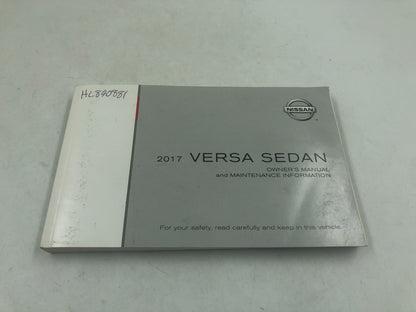 HL890881
NISSAN
2017 VERSA SEDAN
OWNER'S MANUAL
and MAINTENANCE INFORMATION
For your safety, read carefully and keep in this vehicle.